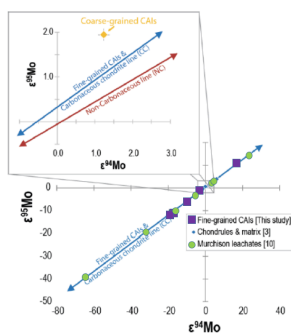 Coarse-grained CAIs
2.0
ε95Mo
1.0
0.0
Fine-grained CAIs &
Carbonaceous chondrite line (CC)
Non-Carbonaceous line (NC)
0.0
1.0
2.0
3.0
ε94Mo
ε95Mo
0
-10
-20
-30
-40
-50
Fine-grained CAIs &
Carbonaceous chondrite line (CC)
Fine-grained CAIs [This study]
Chondrules & matrix [3]
Murchison leachates [10]
-80
-60
-40
-20
0
20
40
ε94Mo